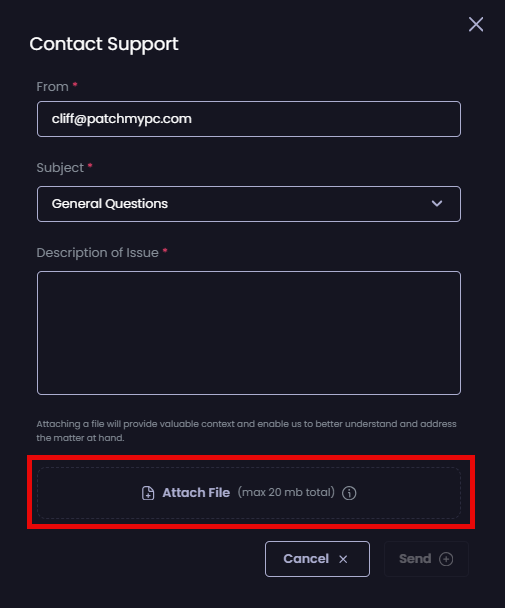 Contact Support
From *
cliff@patchmypc.com
Subject *
General Questions
Description of Issue *
Attaching a file will provide valuable context and enable us to better understand and address
the matter at hand.
Attach File (max 20 mb total)
Cancel
Send